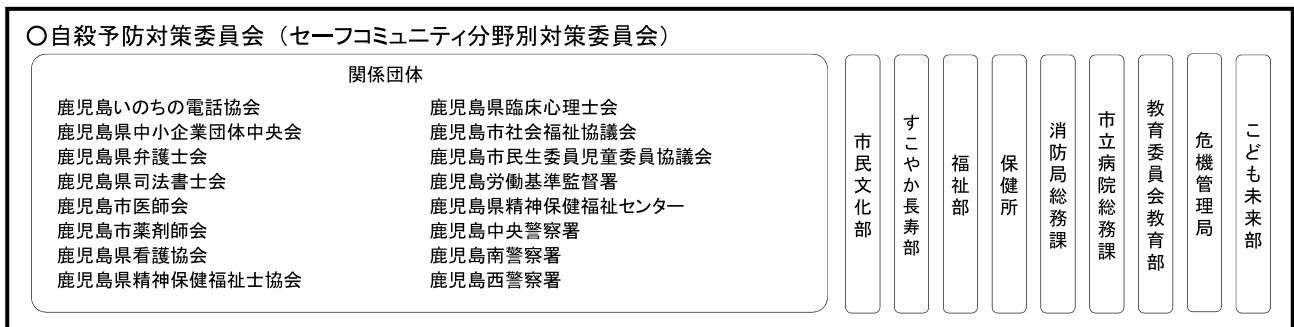 〇自殺予防対策委員会（セーフコミュニティ分野別対策委員会）
関係団体
鹿児島いのちの電話協会
鹿児島県中小企業団体中央会
鹿児島県弁護士会
鹿児島県司法書士会
鹿児島市医師会
鹿児島市薬剤師会
鹿児島県看護協会
鹿児島県精神保健福祉士協会
鹿児島県臨床心理士会
鹿児島市社会福祉協議会
鹿児島市民生委員児童委員協議会
鹿児島労働基準監督署
鹿児島県精神保健福祉センター
鹿児島中央警察署
鹿児島南警察署
鹿児島西警察署
市民文化部
すこやか長寿部
福祉部
保健所
消防局総務課
市立病院総務課
教育委員会教育部
危機管理局
こども未来部